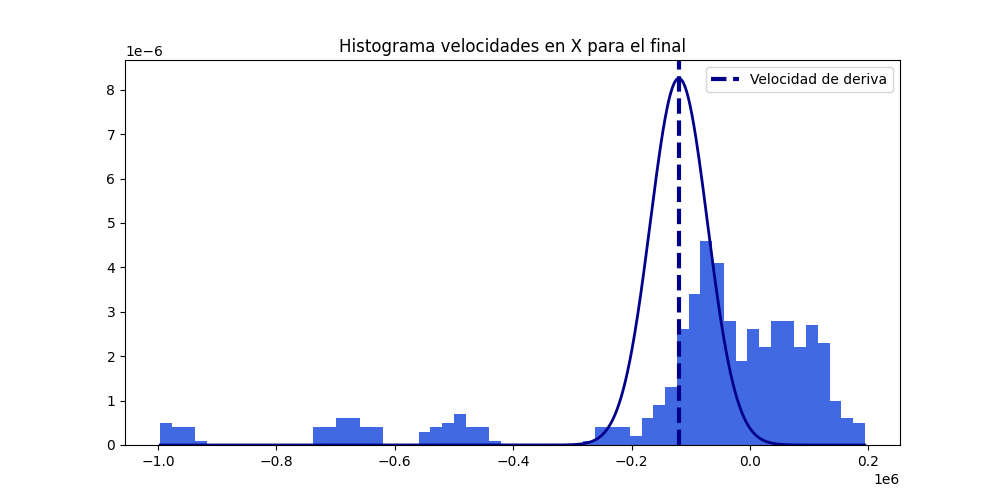 Histograma velocidades en X para el final
1e−6
Velocidad de deriva
8
7
6
5
4
3
2
1
0
−1.0 −0.8 −0.6 −0.4 −0.2 0.0 0.2
1e6